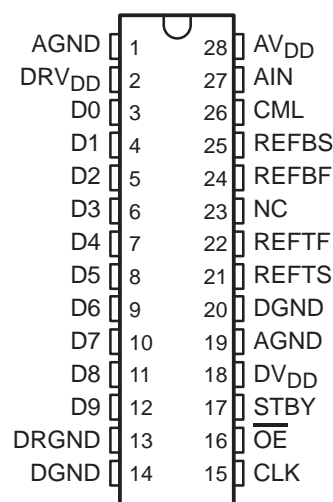 AGND 1 28 AVDD
DRVDD 2 27 AIN
D0 3 26 CML
D1 4 25 REFBS
D2 5 24 REFBF
D3 6 23 NC
D4 7 22 REFTF
D5 8 21 REFTS
D6 9 20 DGND
D7 10 19 AGND
D8 11 18 DVDD
D9 12 17 STBY
DRGND 13 16 O̅E̅
DGND 14 15 CLK